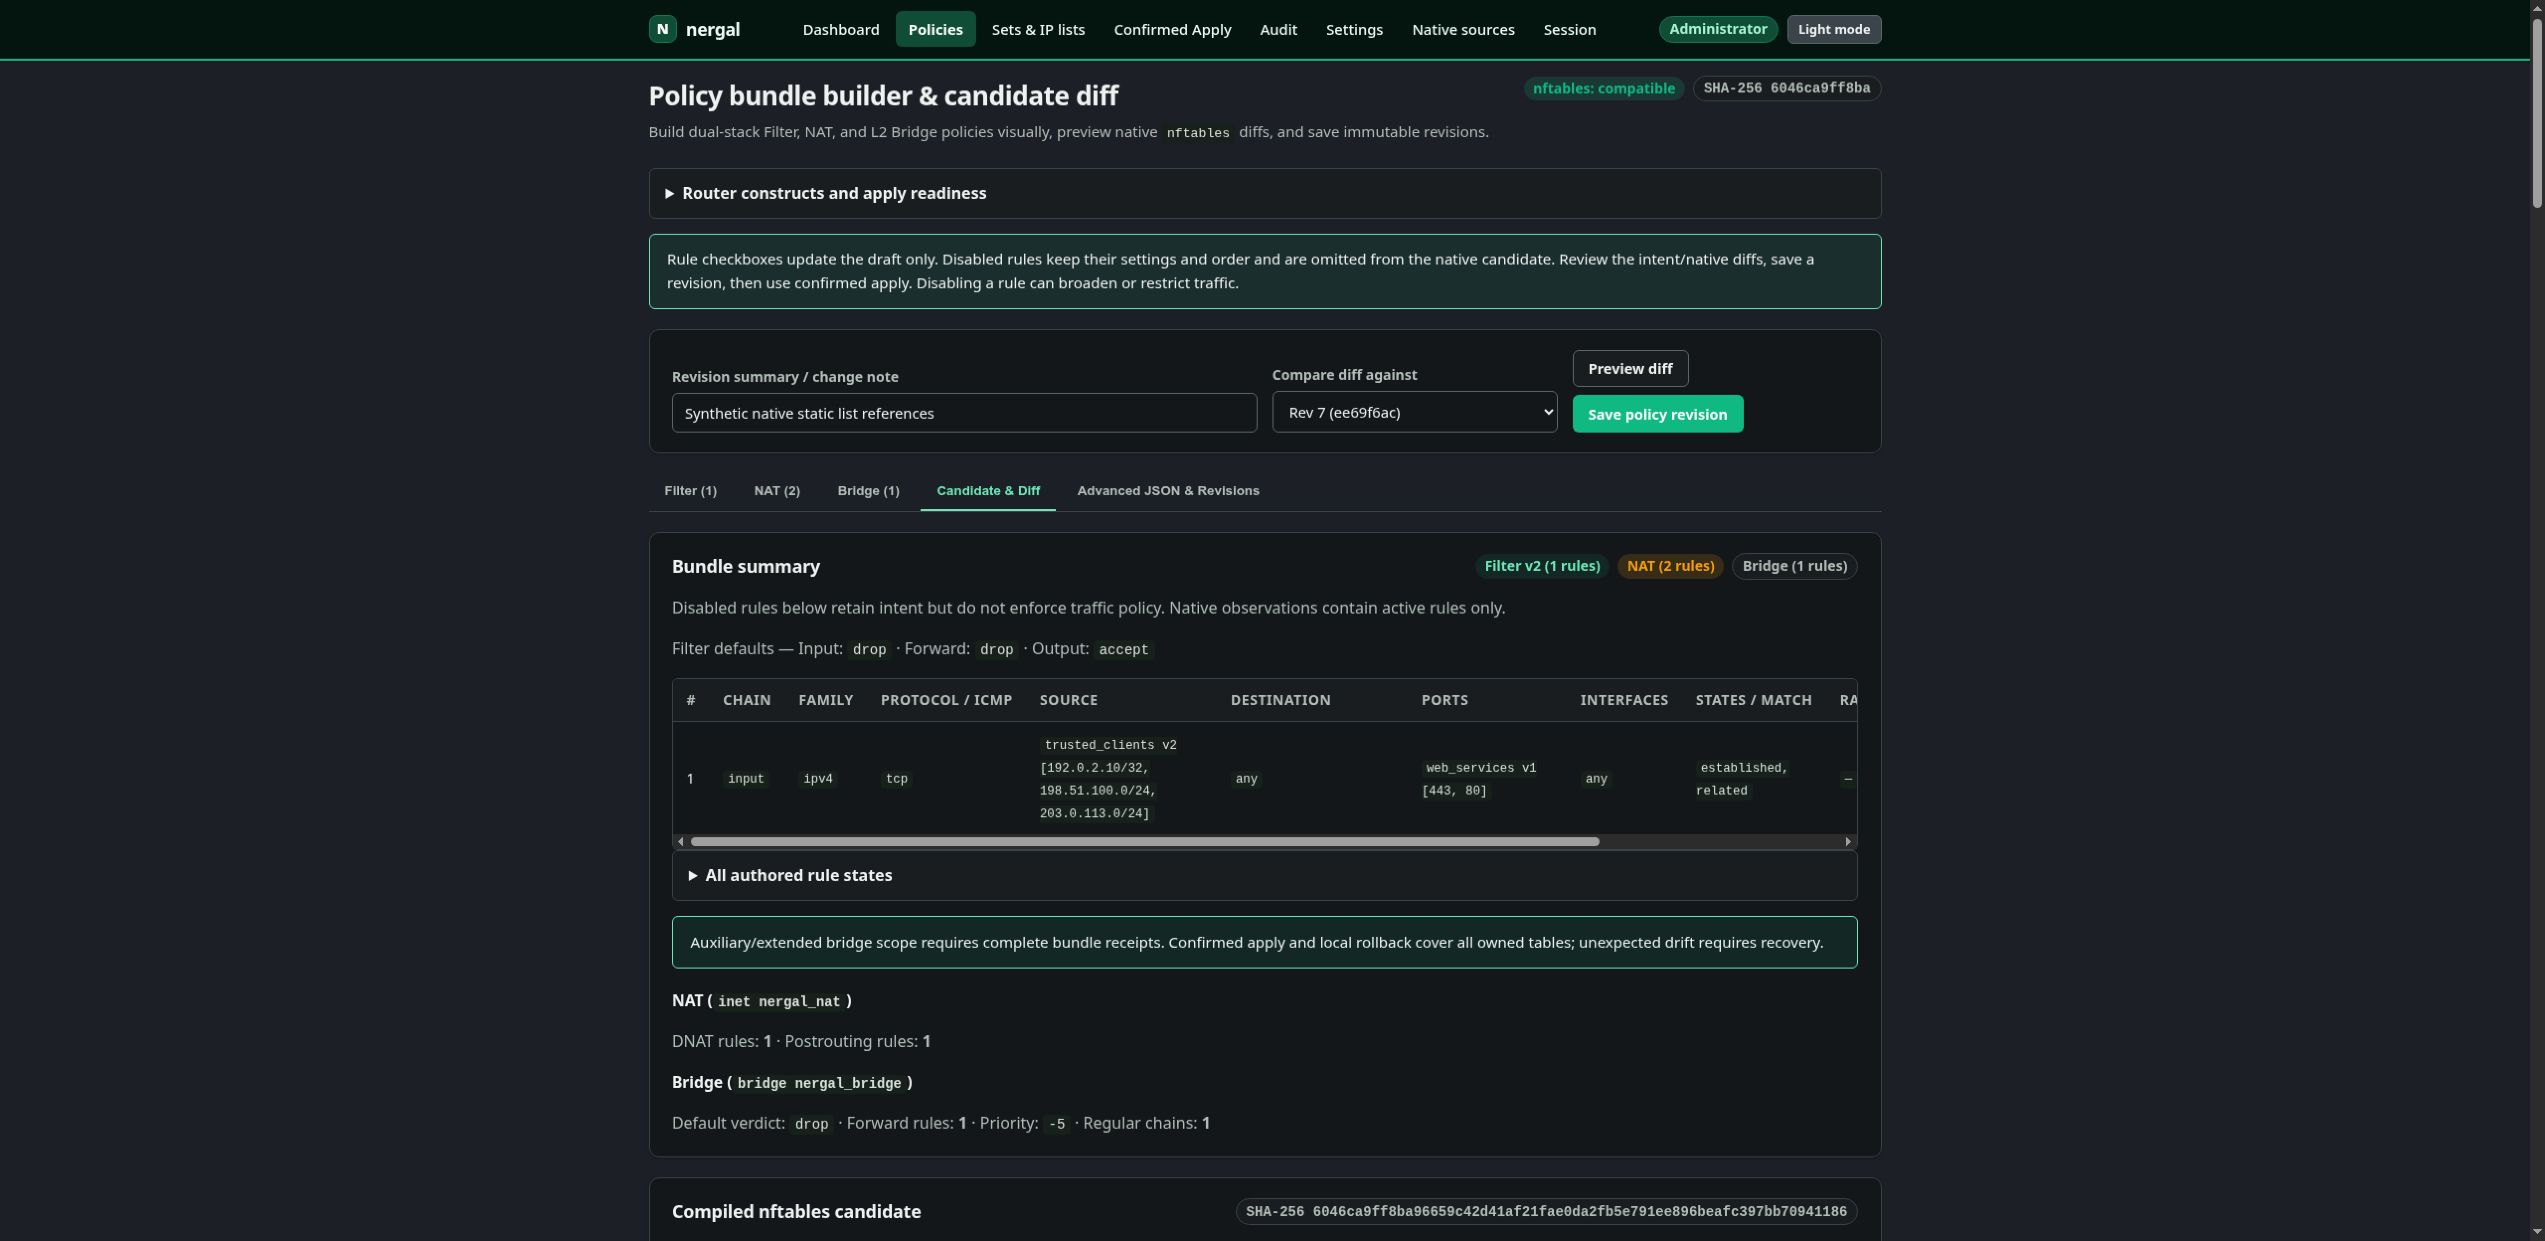 N nergal Dashboard Policies Sets & IP lists Confirmed Apply Audit Settings Native sources Session Administrator Light mode
Policy bundle builder & candidate diff
nftables: compatible SHA-256 6046ca9ff8ba
Build dual-stack Filter, NAT, and L2 Bridge policies visually, preview native nftables diffs, and save immutable revisions.
Router constructs and apply readiness
Rule checkboxes update the draft only. Disabled rules keep their settings and order and are omitted from the native candidate. Review the intent/native diffs, save a
revision, then use confirmed apply. Disabling a rule can broaden or restrict traffic.
Revision summary / change note
Synthetic native static list references
Compare diff against
Rev 7 (ee69f6ac)
Preview diff
Save policy revision
Filter (1) NAT (2) Bridge (1) Candidate & Diff Advanced JSON & Revisions
Bundle summary
Filter v2 (1 rules) NAT (2 rules) Bridge (1 rules)
Disabled rules below retain intent but do not enforce traffic policy. Native observations contain active rules only.
Filter defaults — Input: drop · Forward: drop · Output: accept
# CHAIN FAMILY PROTOCOL / ICMP SOURCE DESTINATION PORTS INTERFACES STATES / MATCH RA
1 input ipv4 tcp
trusted_clients v2
[192.0.2.10/32,
198.51.100.0/24,
203.0.113.0/24]
any
web_services v1
[443, 80]
any
established,
related
—
All authored rule states
Auxiliary/extended bridge scope requires complete bundle receipts. Confirmed apply and local rollback cover all owned tables; unexpected drift requires recovery.
NAT ( inet nergal_nat )
DNAT rules: 1 · Postrouting rules: 1
Bridge ( bridge nergal_bridge )
Default verdict: drop · Forward rules: 1 · Priority: -5 · Regular chains: 1
Compiled nftables candidate
SHA-256 6046ca9ff8ba96659c42d41af21fae0da2fb5e791ee896beafc397bb70941186